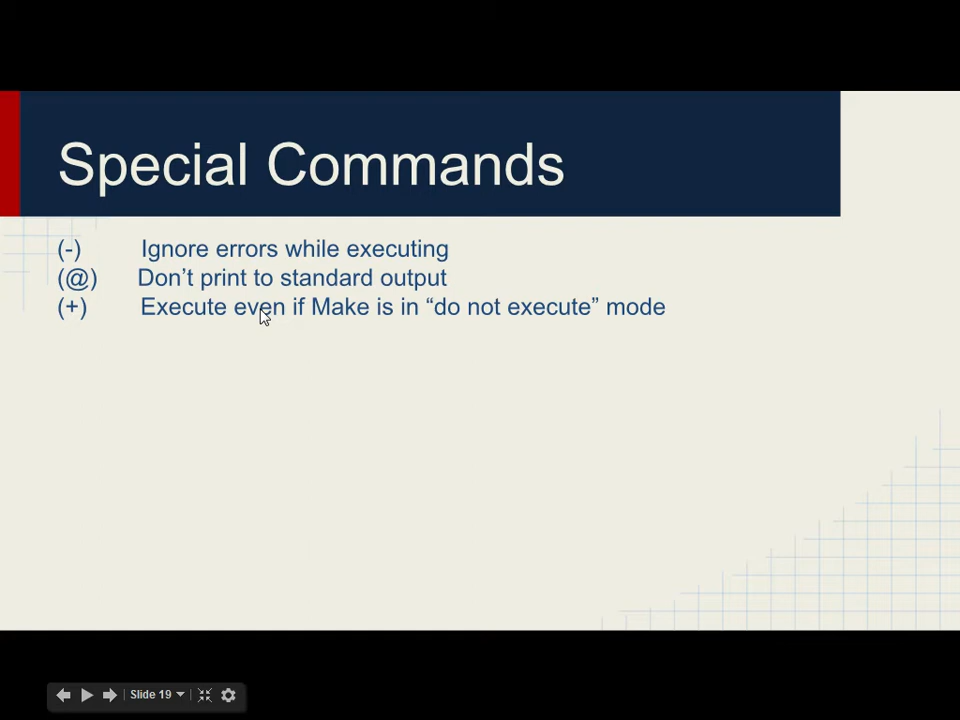 Special Commands
(-) Ignore errors while executing
(@) Don’t print to standard output
(+) Execute even if Make is in “do not execute” mode
Slide 19